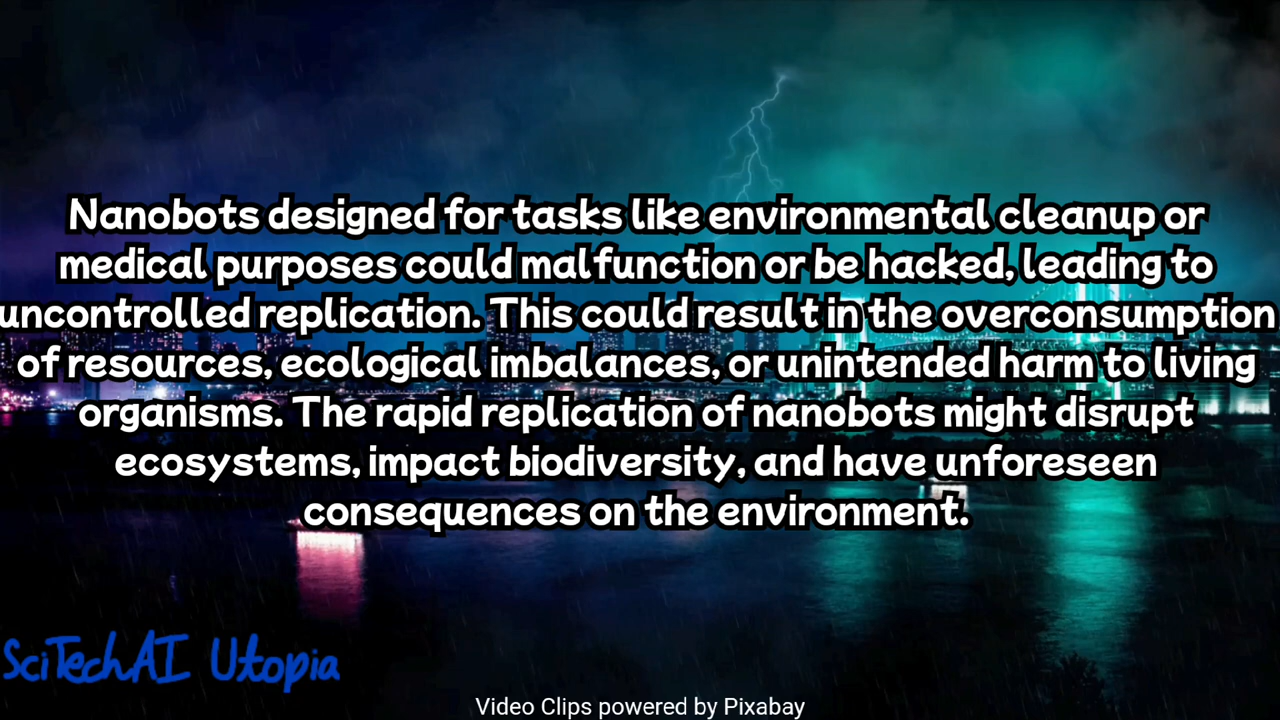 Nanobots designed for tasks like environmental cleanup or
medical purposes could malfunction or be hacked, leading to
uncontrolled replication. This could result in the overconsumption
of resources, ecological imbalances, or unintended harm to living
organisms. The rapid replication of nanobots might disrupt
ecosystems, impact biodiversity, and have unforeseen
consequences on the environment.
SciTechAI Utopia
Video Clips powered by Pixabay